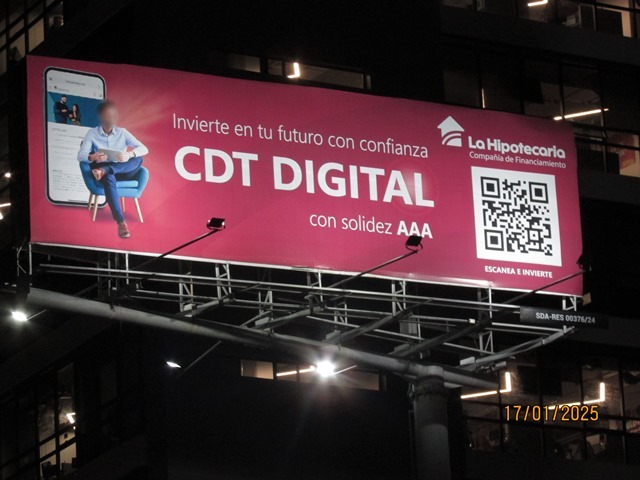 Invierte en tu futuro con confianza
CDT DIGITAL
con solidez AAA
La Hipotecaria
Compañía de Financiamiento
ESCANEA E INVIERTE
SDA-RES 00376/24
17/01/2025